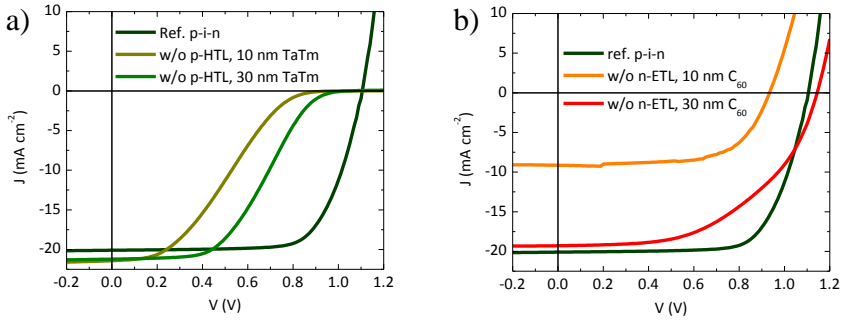 a)
Ref. p-i-n
w/o p-HTL, 10 nm TaTm
w/o p-HTL, 30 nm TaTm
J (mA cm⁻²)
10
5
0
-5
-10
-15
-20
-0.2 0.0 0.2 0.4 0.6 0.8 1.0 1.2
V (V)
b)
ref. p-i-n
w/o n-ETL, 10 nm C₆₀
w/o n-ETL, 30 nm C₆₀
J (mA cm⁻²)
10
5
0
-5
-10
-15
-20
-0.2 0.0 0.2 0.4 0.6 0.8 1.0 1.2
V (V)